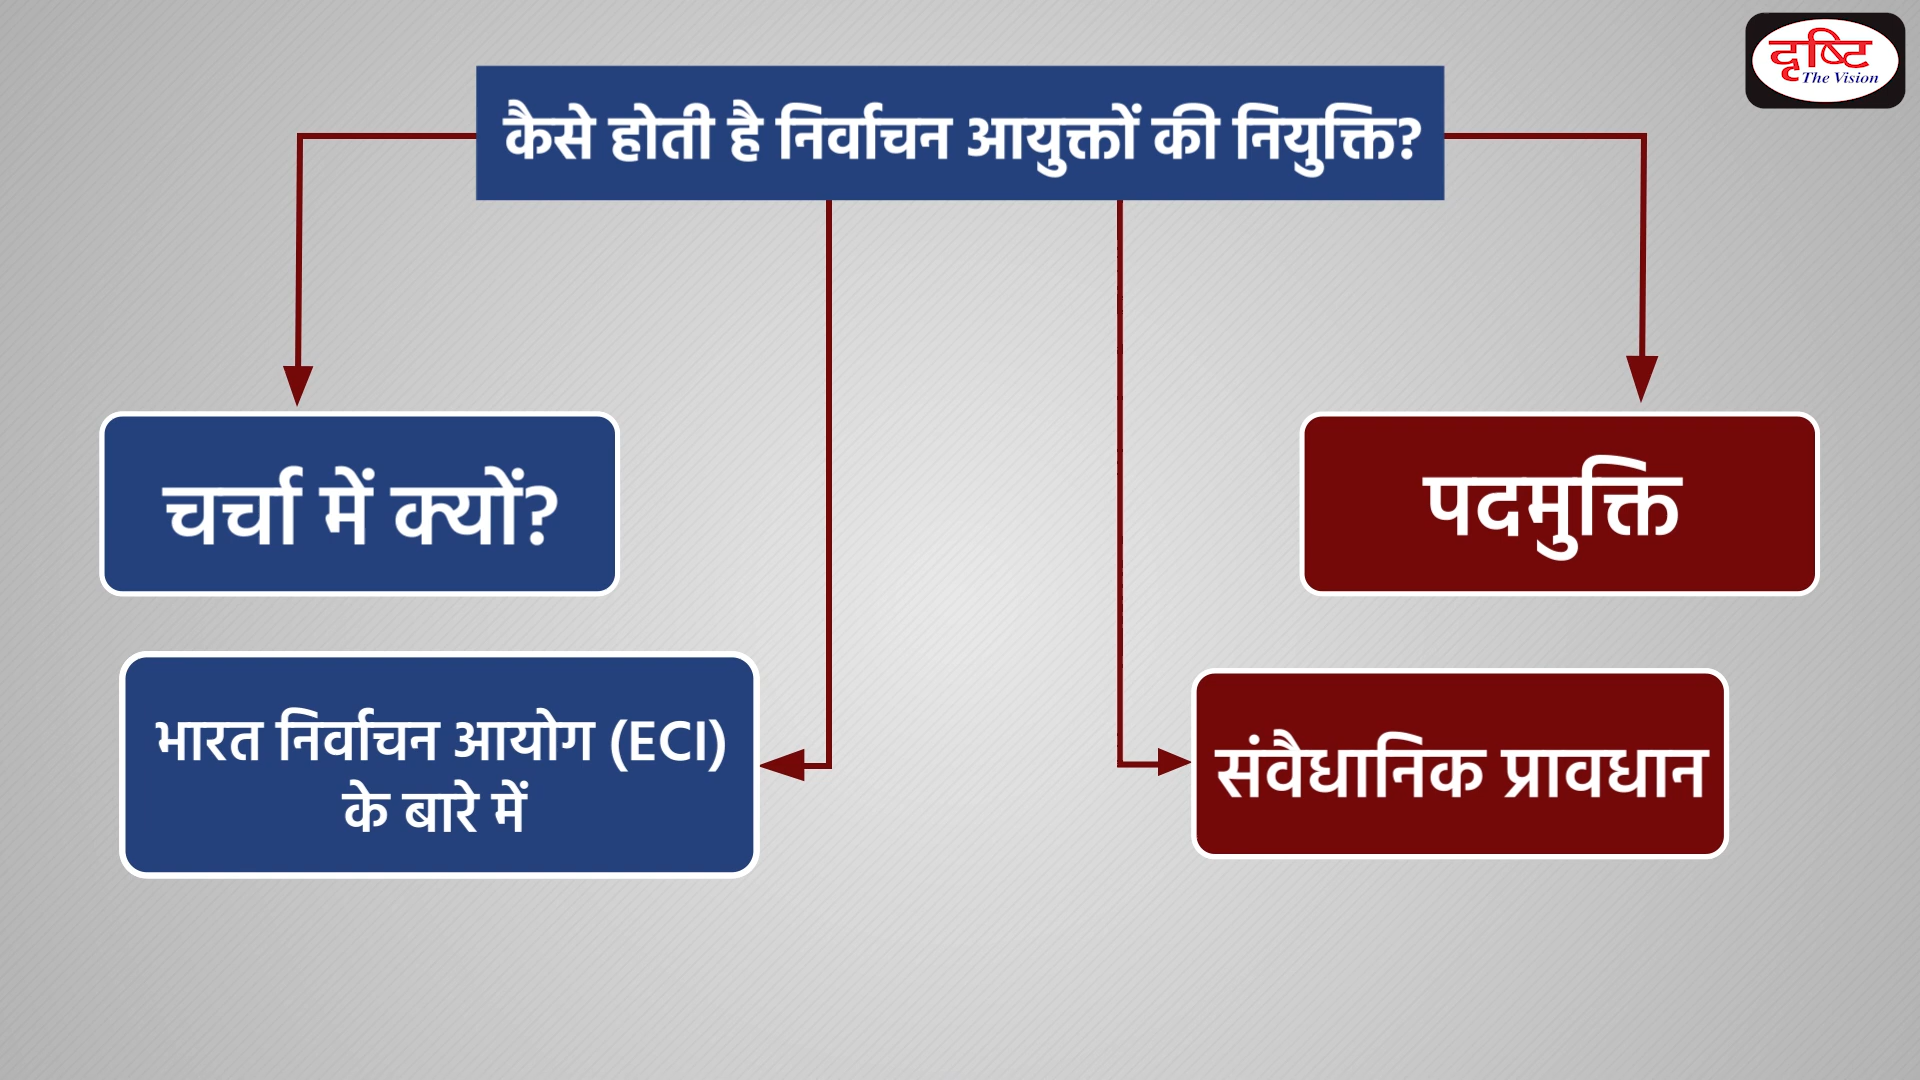 दृष्टि
The Vision
कैसे होती है निर्वाचन आयुक्तों की नियुक्ति?
चर्चा में क्यों?
पदमुक्ति
भारत निर्वाचन आयोग (ECI)
के बारे में
संवैधानिक प्रावधान